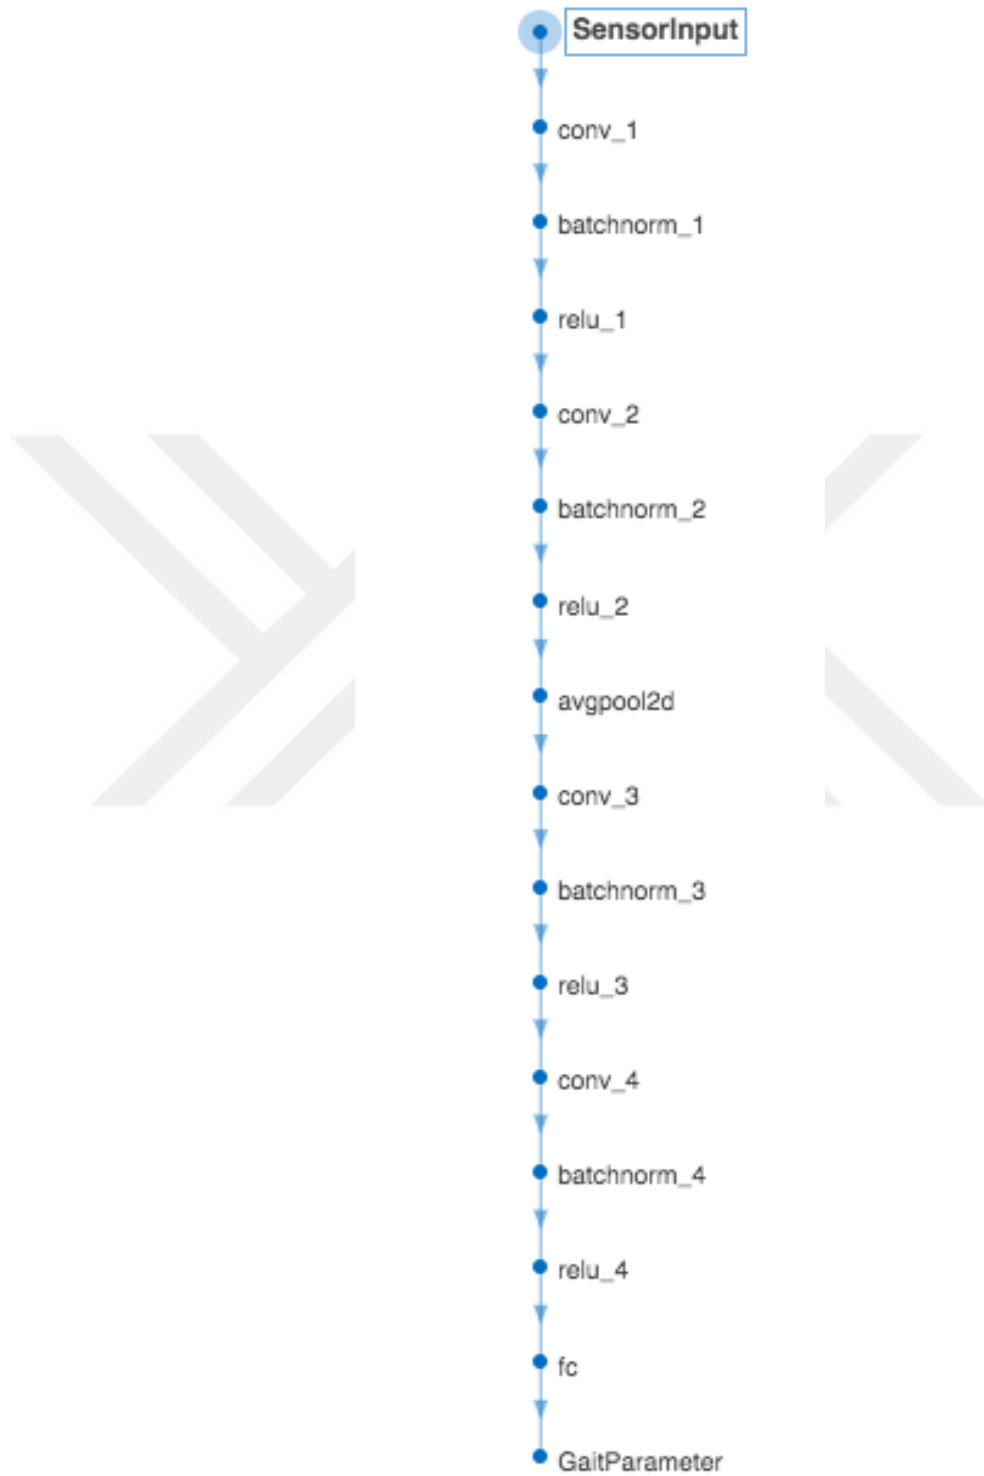 SensorInput
conv_1
batchnorm_1
relu_1
conv_2
batchnorm_2
relu_2
avgpool2d
conv_3
batchnorm_3
relu_3
conv_4
batchnorm_4
relu_4
fc
GaitParameter